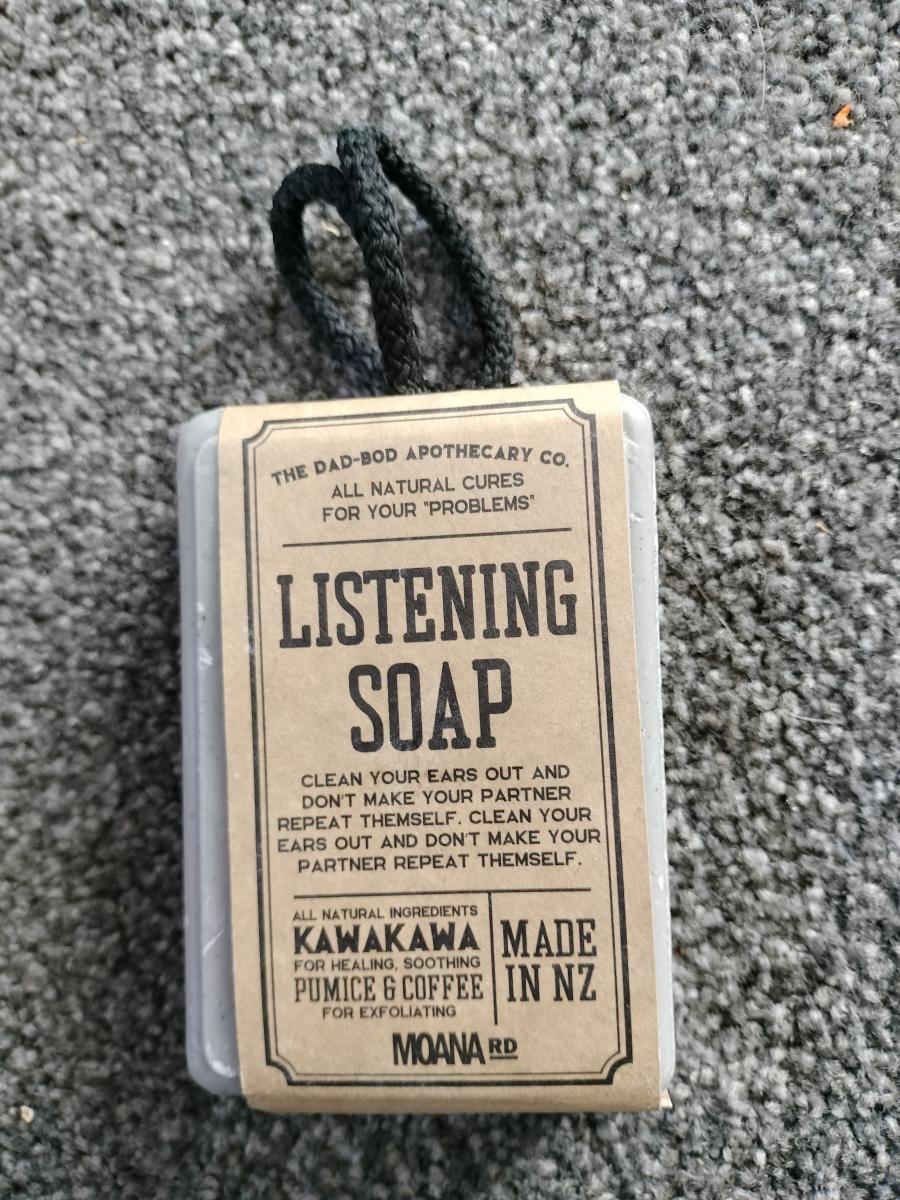 THE DAD-BOD APOTHECARY CO.
ALL NATURAL CURES
FOR YOUR "PROBLEMS"
LISTENING
SOAP
CLEAN YOUR EARS OUT AND
DON'T MAKE YOUR PARTNER
REPEAT THEMSELF. CLEAN YOUR
EARS OUT AND DON'T MAKE YOUR
PARTNER REPEAT THEMSELF.
ALL NATURAL INGREDIENTS
KAWAKAWA
FOR HEALING, SOOTHING
PUMICE & COFFEE
FOR EXFOLIATING
MADE
IN NZ
MOANA RD